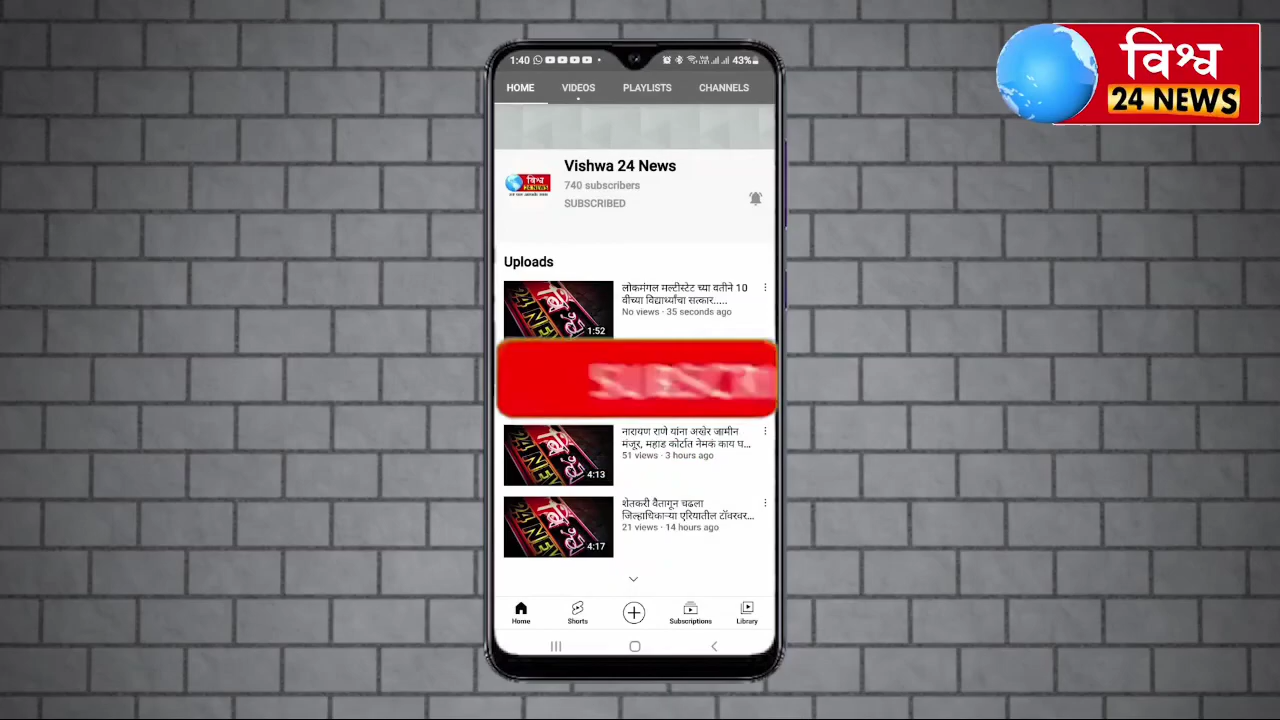 विश्व
24 NEWS
1:40
43%
HOME VIDEOS PLAYLISTS CHANNELS
Vishwa 24 News
740 subscribers
SUBSCRIBED
Uploads
लोकमंगल मल्टीस्टेट च्या वतीने 10
वीच्या विद्यार्थ्यांचा सत्कार.....
No views · 35 seconds ago
1:52
नारायण राणे यांना अखेर जामीन
मंजूर, महाड कोर्टात नेमकं काय घ...
51 views · 3 hours ago
4:13
शेतकरी वैतागून चढला
जिल्हाधिकाऱ्या एरियातील टॉवरवर...
21 views · 14 hours ago
4:17
Home Shorts Subscriptions Library